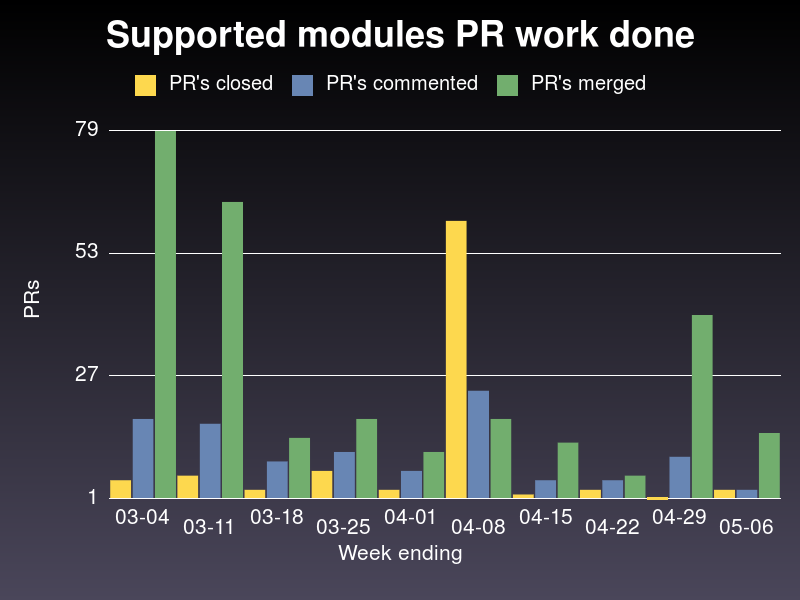 Supported modules PR work done
PR's closed PR's commented PR's merged
79
53
27
1
PRs
03-04 03-11 03-18 03-25 04-01 04-08 04-15 04-22 04-29 05-06
Week ending